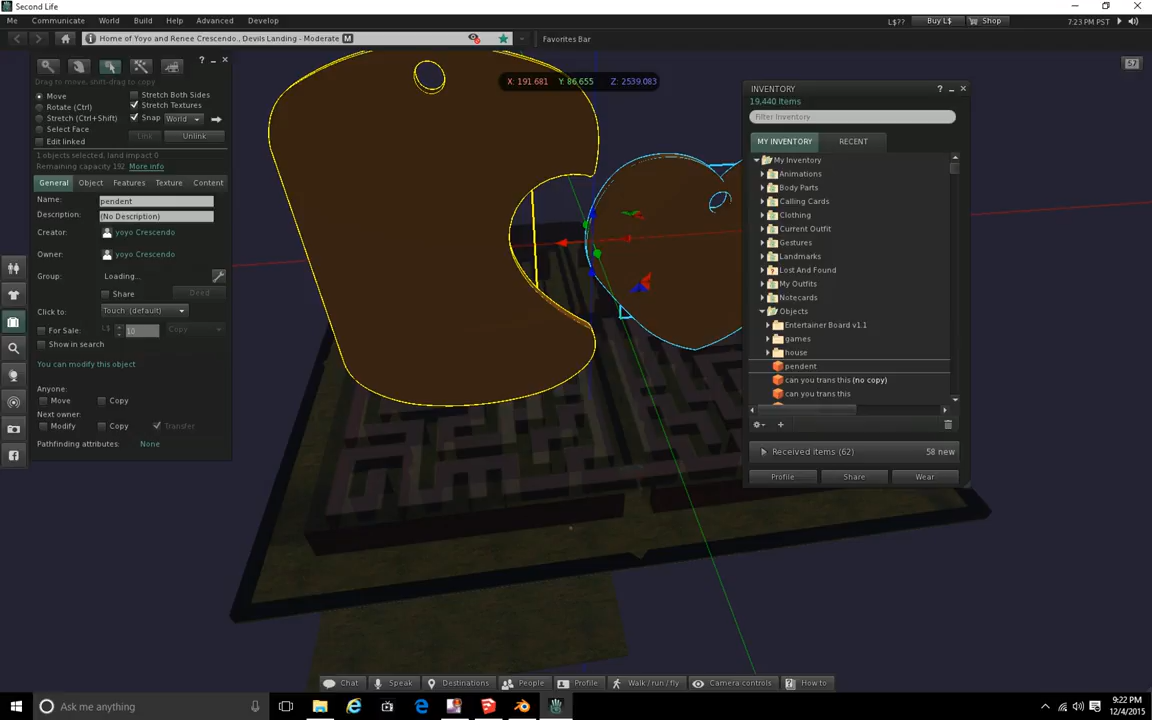 Second Life
Me Communicate World Build Help Advanced Develop
L$?? Buy L$ Shop 7:23 PM PST
Home of Yoyo and Renee Crescendo., Devils Landing - Moderate M
Favorites Bar
57
X: 191.681 Y: 86.655 Z: 2539.083
Drag to move, shift-drag to copy
Move
Rotate (Ctrl)
Stretch (Ctrl+Shift)
Select Face
Edit linked
Stretch Both Sides
Stretch Textures
Snap World
Link Unlink
1 objects selected, land impact 0
Remaining capacity 192. More info
General Object Features Texture Content
Name: pendent
Description: (No Description)
Creator: yoyo Crescendo
Owner: yoyo Crescendo
Group: Loading...
Share Deed
Click to: Touch (default)
For Sale: L$ 10 Copy
Show in search
You can modify this object
Anyone:
Move Copy
Next owner:
Modify Copy Transfer
Pathfinding attributes: None
INVENTORY
19,440 Items
Filter Inventory
MY INVENTORY RECENT
My Inventory
Animations
Body Parts
Calling Cards
Clothing
Current Outfit
Gestures
Landmarks
Lost And Found
My Outfits
Notecards
Objects
Entertainer Board v1.1
games
house
pendent
can you trans this (no copy)
can you trans this
Received items (62) 58 new
Profile Share Wear
Chat Speak Destinations People Profile Walk / run / fly Camera controls How to
Ask me anything
9:22 PM
12/4/2015